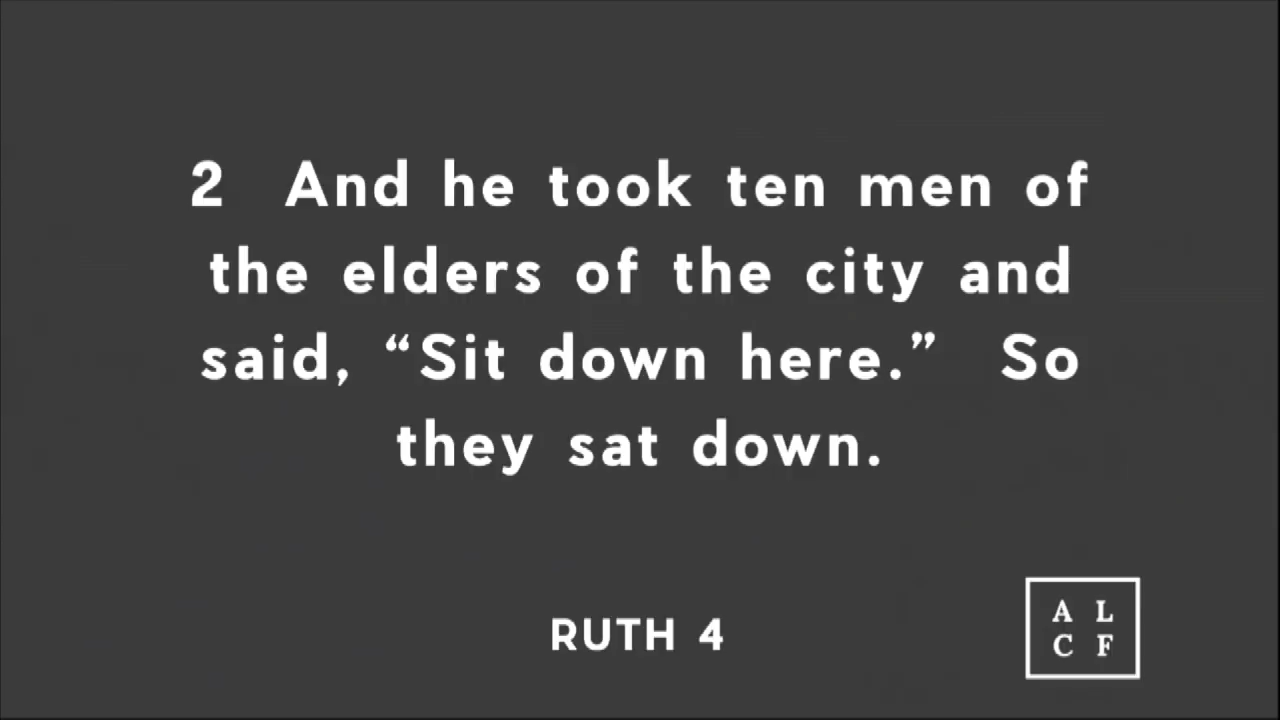 2 And he took ten men of
the elders of the city and
said, “Sit down here.” So
they sat down.
RUTH 4
A L
C F